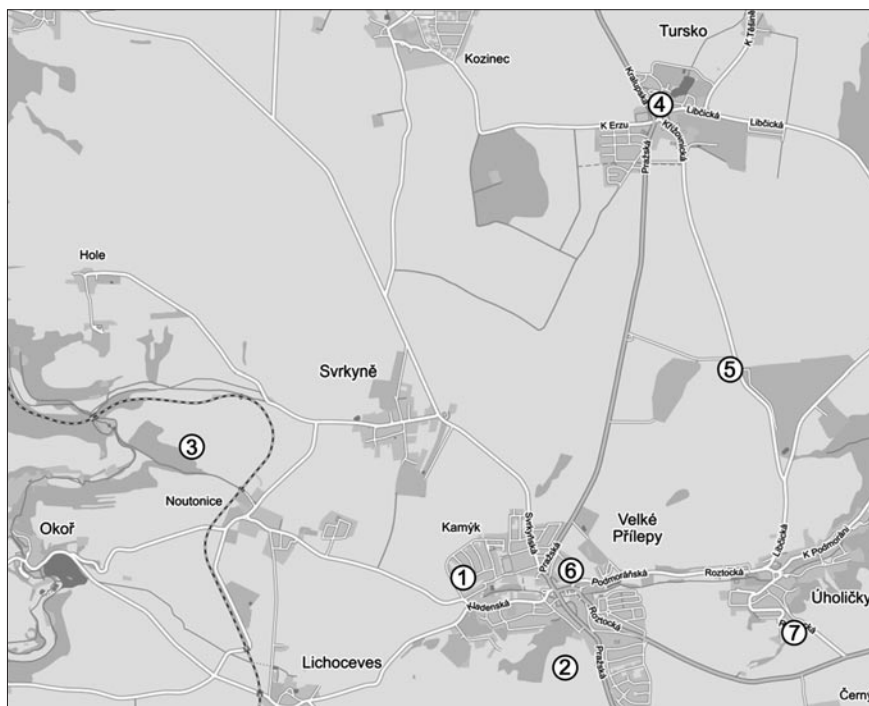 Tursko
K Těšině
Kozinec
Kralupská
4
Libčická
Libčická
K Erzu
Křižovnická
Pražská
Hole
Svrkyně
5
3
Noutonice
Okoř
Kamýk
Svrkyňská
Velké
Přílepy
Pražská
Libčická
K Podmoráni
1
6
Podmoráňská
Roztocká
Kladenská
Úholičky
Roztocká
7
Lichoceves
2
Pražská
Černý